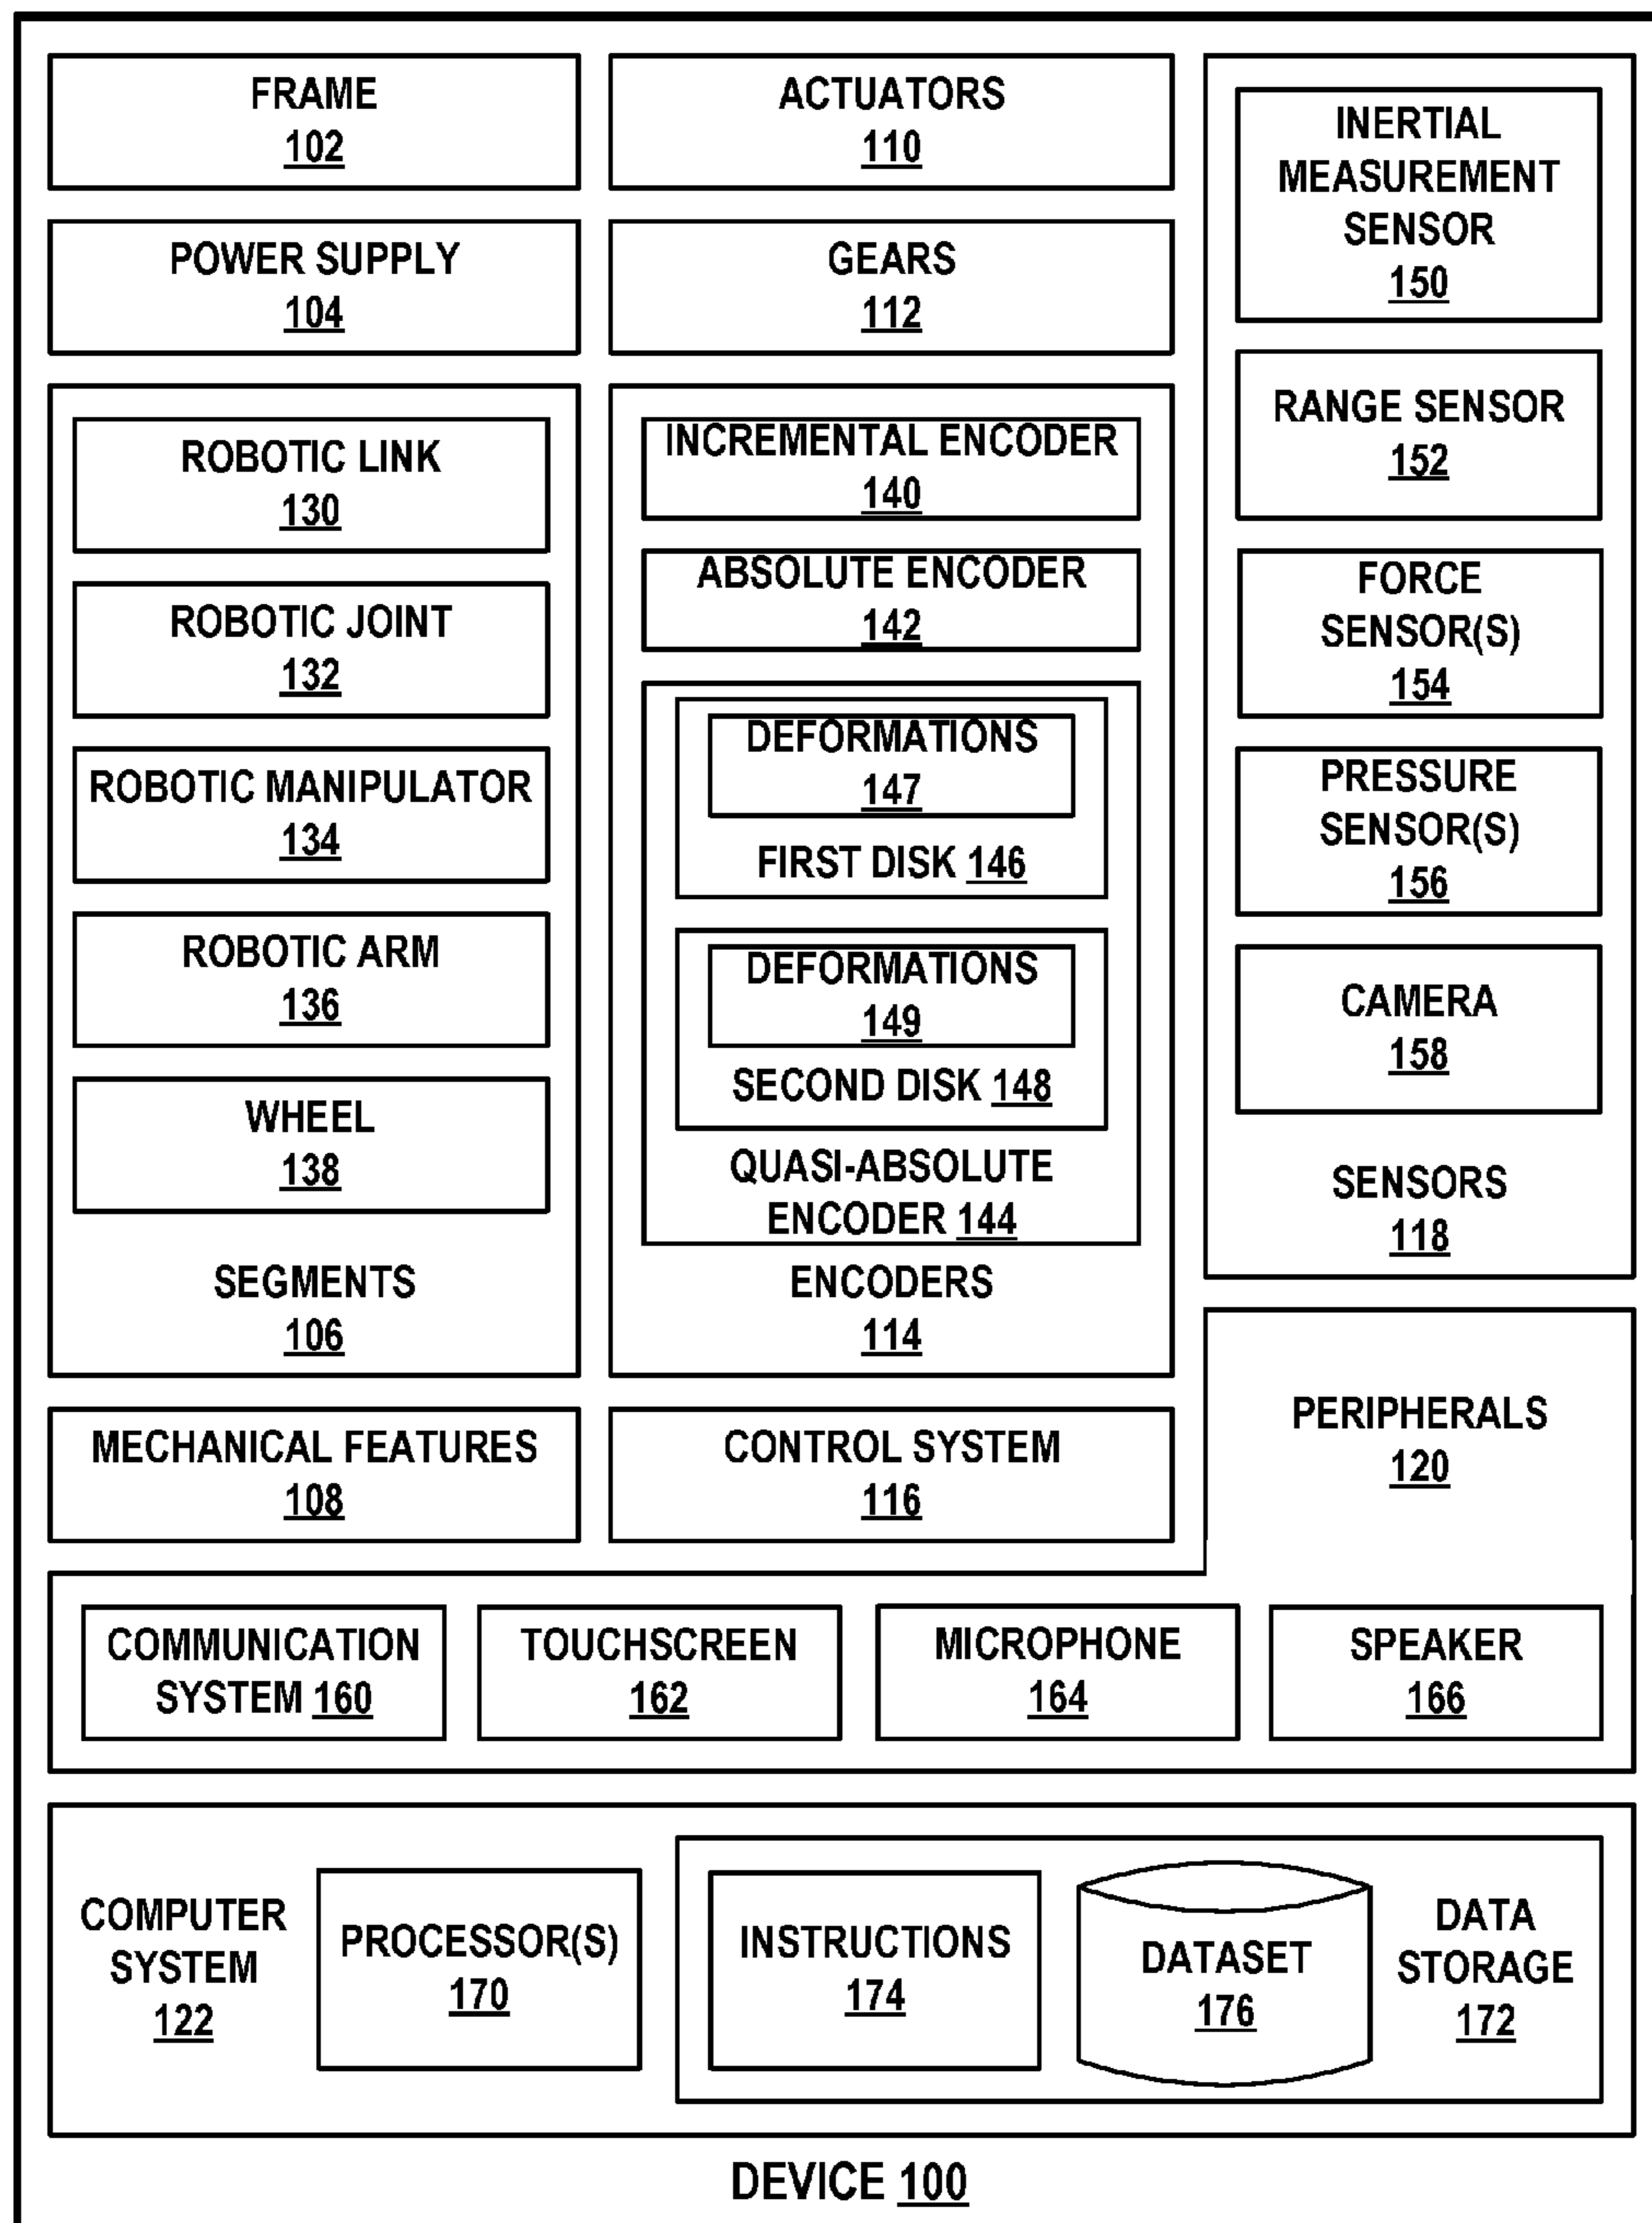 FRAME
102
ACTUATORS
110
POWER SUPPLY
104
GEARS
112
ROBOTIC LINK
130
ROBOTIC JOINT
132
ROBOTIC MANIPULATOR
134
ROBOTIC ARM
136
WHEEL
138
SEGMENTS
106
INCREMENTAL ENCODER
140
ABSOLUTE ENCODER
142
DEFORMATIONS
147
FIRST DISK 146
DEFORMATIONS
149
SECOND DISK 148
QUASI-ABSOLUTE
ENCODER 144
ENCODERS
114
INERTIAL
MEASUREMENT
SENSOR
150
RANGE SENSOR
152
FORCE
SENSOR(S)
154
PRESSURE
SENSOR(S)
156
CAMERA
158
SENSORS
118
MECHANICAL FEATURES
108
CONTROL SYSTEM
116
PERIPHERALS
120
COMMUNICATION
SYSTEM 160
TOUCHSCREEN
162
MICROPHONE
164
SPEAKER
166
COMPUTER
SYSTEM
122
PROCESSOR(S)
170
INSTRUCTIONS
174
DATASET
176
DATA
STORAGE
172
DEVICE 100